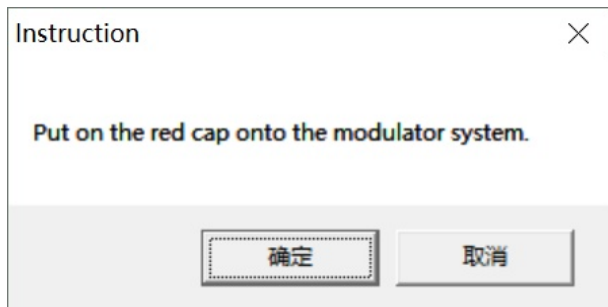 Instruction
Put on the red cap onto the modulator system.
确定
取消